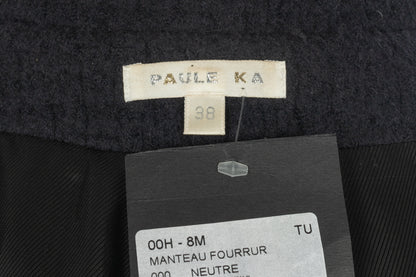 PAULE KA
38
00H - 8M
TU
MANTEAU FOURRUR
000 NEUTRE